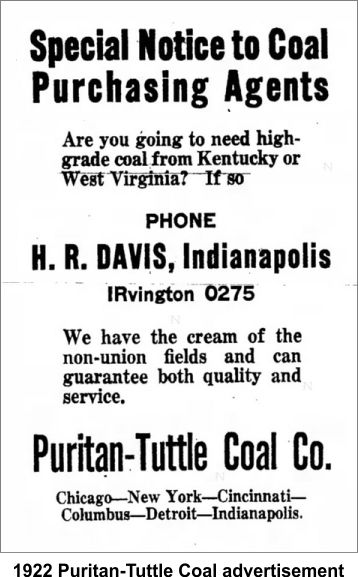 Special Notice to Coal
Purchasing Agents
Are you going to need high-
grade coal from Kentucky or
West Virginia? If so
PHONE
H. R. DAVIS, Indianapolis
IRvington 0275
We have the cream of the
non-union fields and can
guarantee both quality and
service.
Puritan-Tuttle Coal Co.
Chicago—New York—Cincinnati—
Columbus—Detroit—Indianapolis.
1922 Puritan-Tuttle Coal advertisement